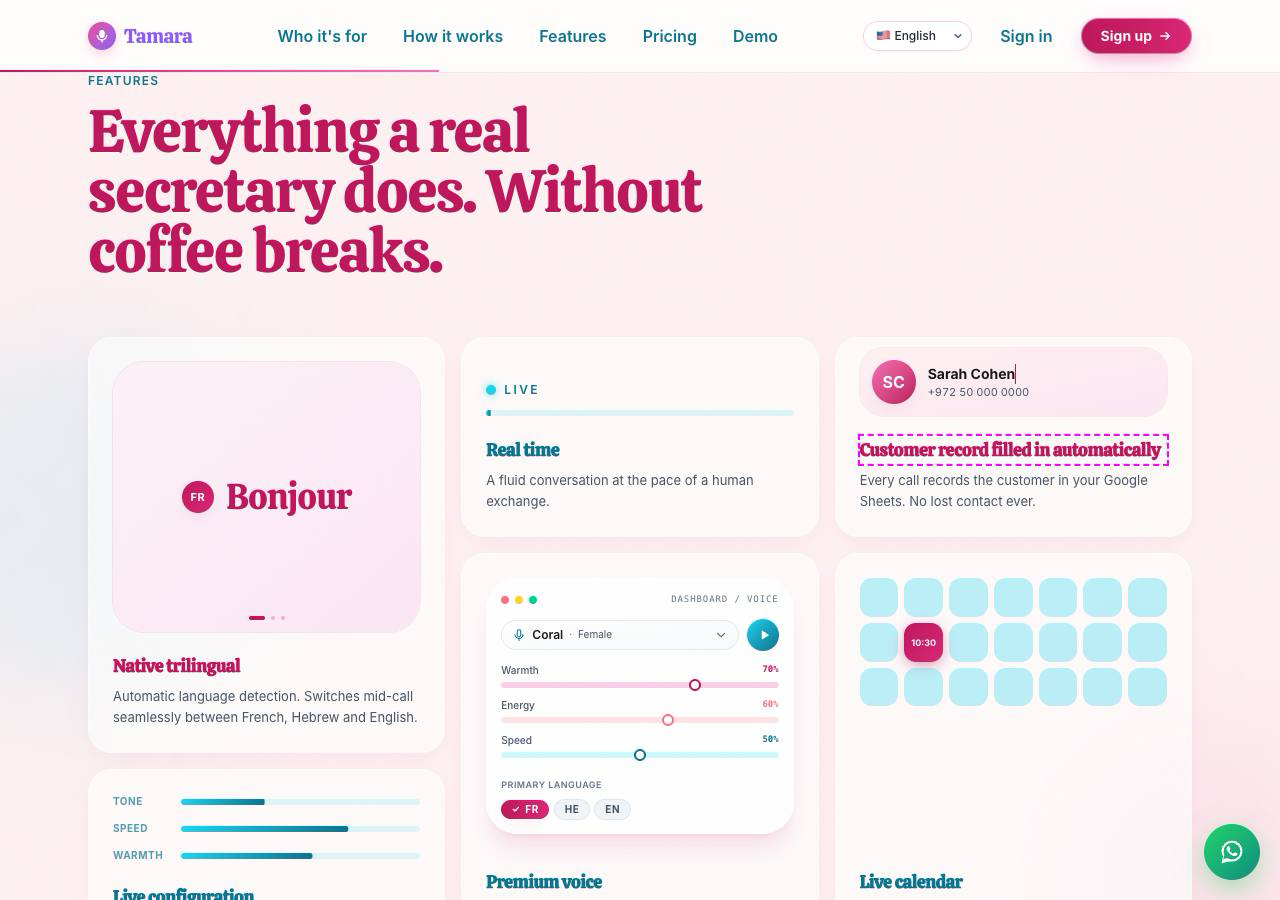 Tamara
Who it's for
How it works
Features
Pricing
Demo
English
Sign in
Sign up →
FEATURES
Everything a real
secretary does. Without
coffee breaks.
FR
Bonjour
Native trilingual
Automatic language detection. Switches mid-call
seamlessly between French, Hebrew and English.
LIVE
Real time
A fluid conversation at the pace of a human
exchange.
SC
Sarah Cohen
+972 50 000 0000
Customer record filled in automatically
Every call records the customer in your Google
Sheets. No lost contact ever.
TONE
SPEED
WARMTH
Live configuration
DASHBOARD / VOICE
Coral · Female
Warmth 70%
Energy 60%
Speed 50%
PRIMARY LANGUAGE
✓ FR HE EN
Premium voice
10:30
Live calendar